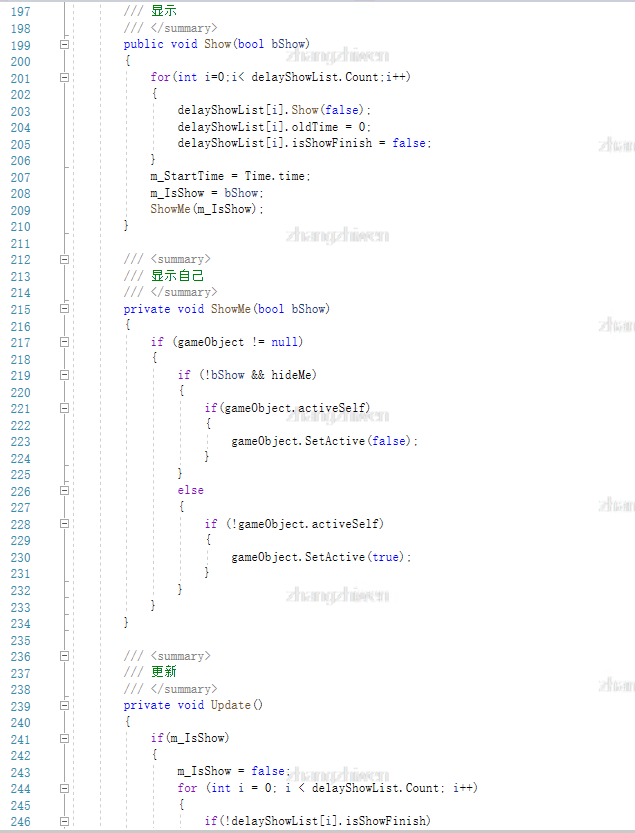 197 /// 显示
198 /// </summary>
199 public void Show(bool bShow)
200 {
201 for(int i=0;i< delayShowList.Count;i++)
202 {
203 delayShowList[i].Show(false);
204 delayShowList[i].oldTime = 0;
205 delayShowList[i].isShowFinish = false;
206 }
207 m_StartTime = Time.time;
208 m_IsShow = bShow;
209 ShowMe(m_IsShow);
210 }
211
212 /// <summary>
213 /// 显示自己
214 /// </summary>
215 private void ShowMe(bool bShow)
216 {
217 if (gameObject != null)
218 {
219 if (!bShow && hideMe)
220 {
221 if(gameObject.activeSelf)
222 {
223 gameObject.SetActive(false);
224 }
225 }
226 else
227 {
228 if (!gameObject.activeSelf)
229 {
230 gameObject.SetActive(true);
231 }
232 }
233 }
234 }
235
236 /// <summary>
237 /// 更新
238 /// </summary>
239 private void Update()
240 {
241 if(m_IsShow)
242 {
243 m_IsShow = false;
244 for (int i = 0; i < delayShowList.Count; i++)
245 {
246 if(!delayShowList[i].isShowFinish)
zhangzhiwen
zhangzhiwen
zhangzhiwen
zhangzhiwen
zhangzhiwen